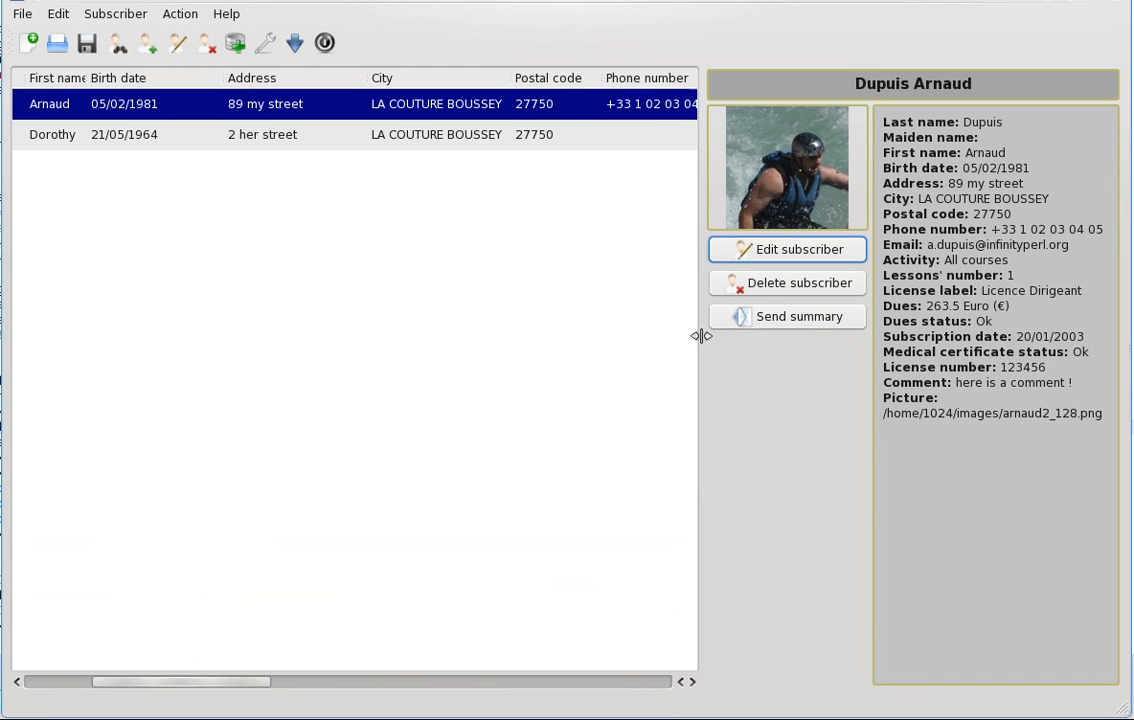 File Edit Subscriber Action Help
First name Birth date Address City Postal code Phone number
Arnaud 05/02/1981 89 my street LA COUTURE BOUSSEY 27750 +33 1 02 03 04
Dorothy 21/05/1964 2 her street LA COUTURE BOUSSEY 27750
Dupuis Arnaud
Edit subscriber
Delete subscriber
Send summary
Last name: Dupuis
Maiden name:
First name: Arnaud
Birth date: 05/02/1981
Address: 89 my street
City: LA COUTURE BOUSSEY
Postal code: 27750
Phone number: +33 1 02 03 04 05
Email: a.dupuis@infinityperl.org
Activity: All courses
Lessons' number: 1
License label: Licence Dirigeant
Dues: 263.5 Euro (€)
Dues status: Ok
Subscription date: 20/01/2003
Medical certificate status: Ok
License number: 123456
Comment: here is a comment !
Picture:
/home/1024/images/arnaud2_128.png